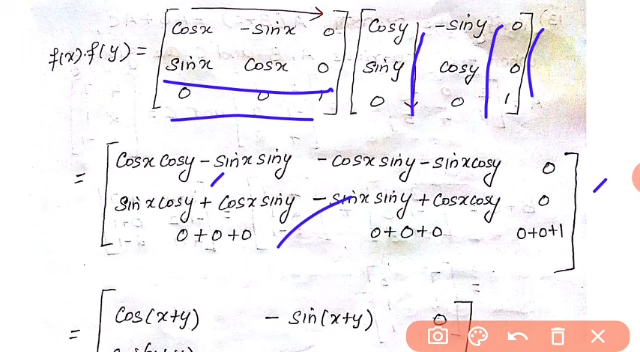 f(x).f(y) = [cosx -sinx 0] [cosy -siny 0]
[sinx cosx 0] [siny cosy 0]
[0 0 1] [0 0 1]
= [cosx cosy - sinx siny -cosx siny - sinx cosy 0]
[sinx cosy + cosx siny -sinx siny + cosx cosy 0]
[0+0+0 0+0+0 0+0+1]
= [cos(x+y) -sin(x+y) 0]